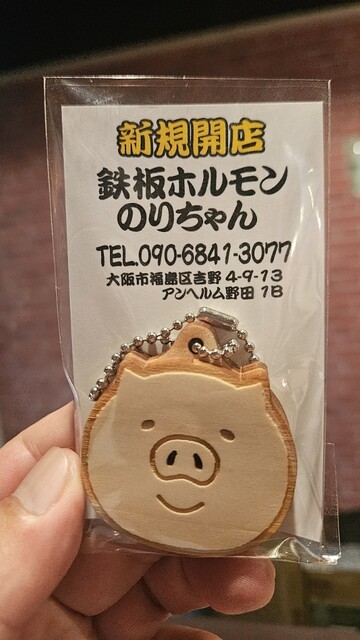 新規開店
鉄板ホルモン
のりちゃん
TEL.090-6841-3077
大阪市福島区吉野 4-9-13
アンヘルム野田 1B